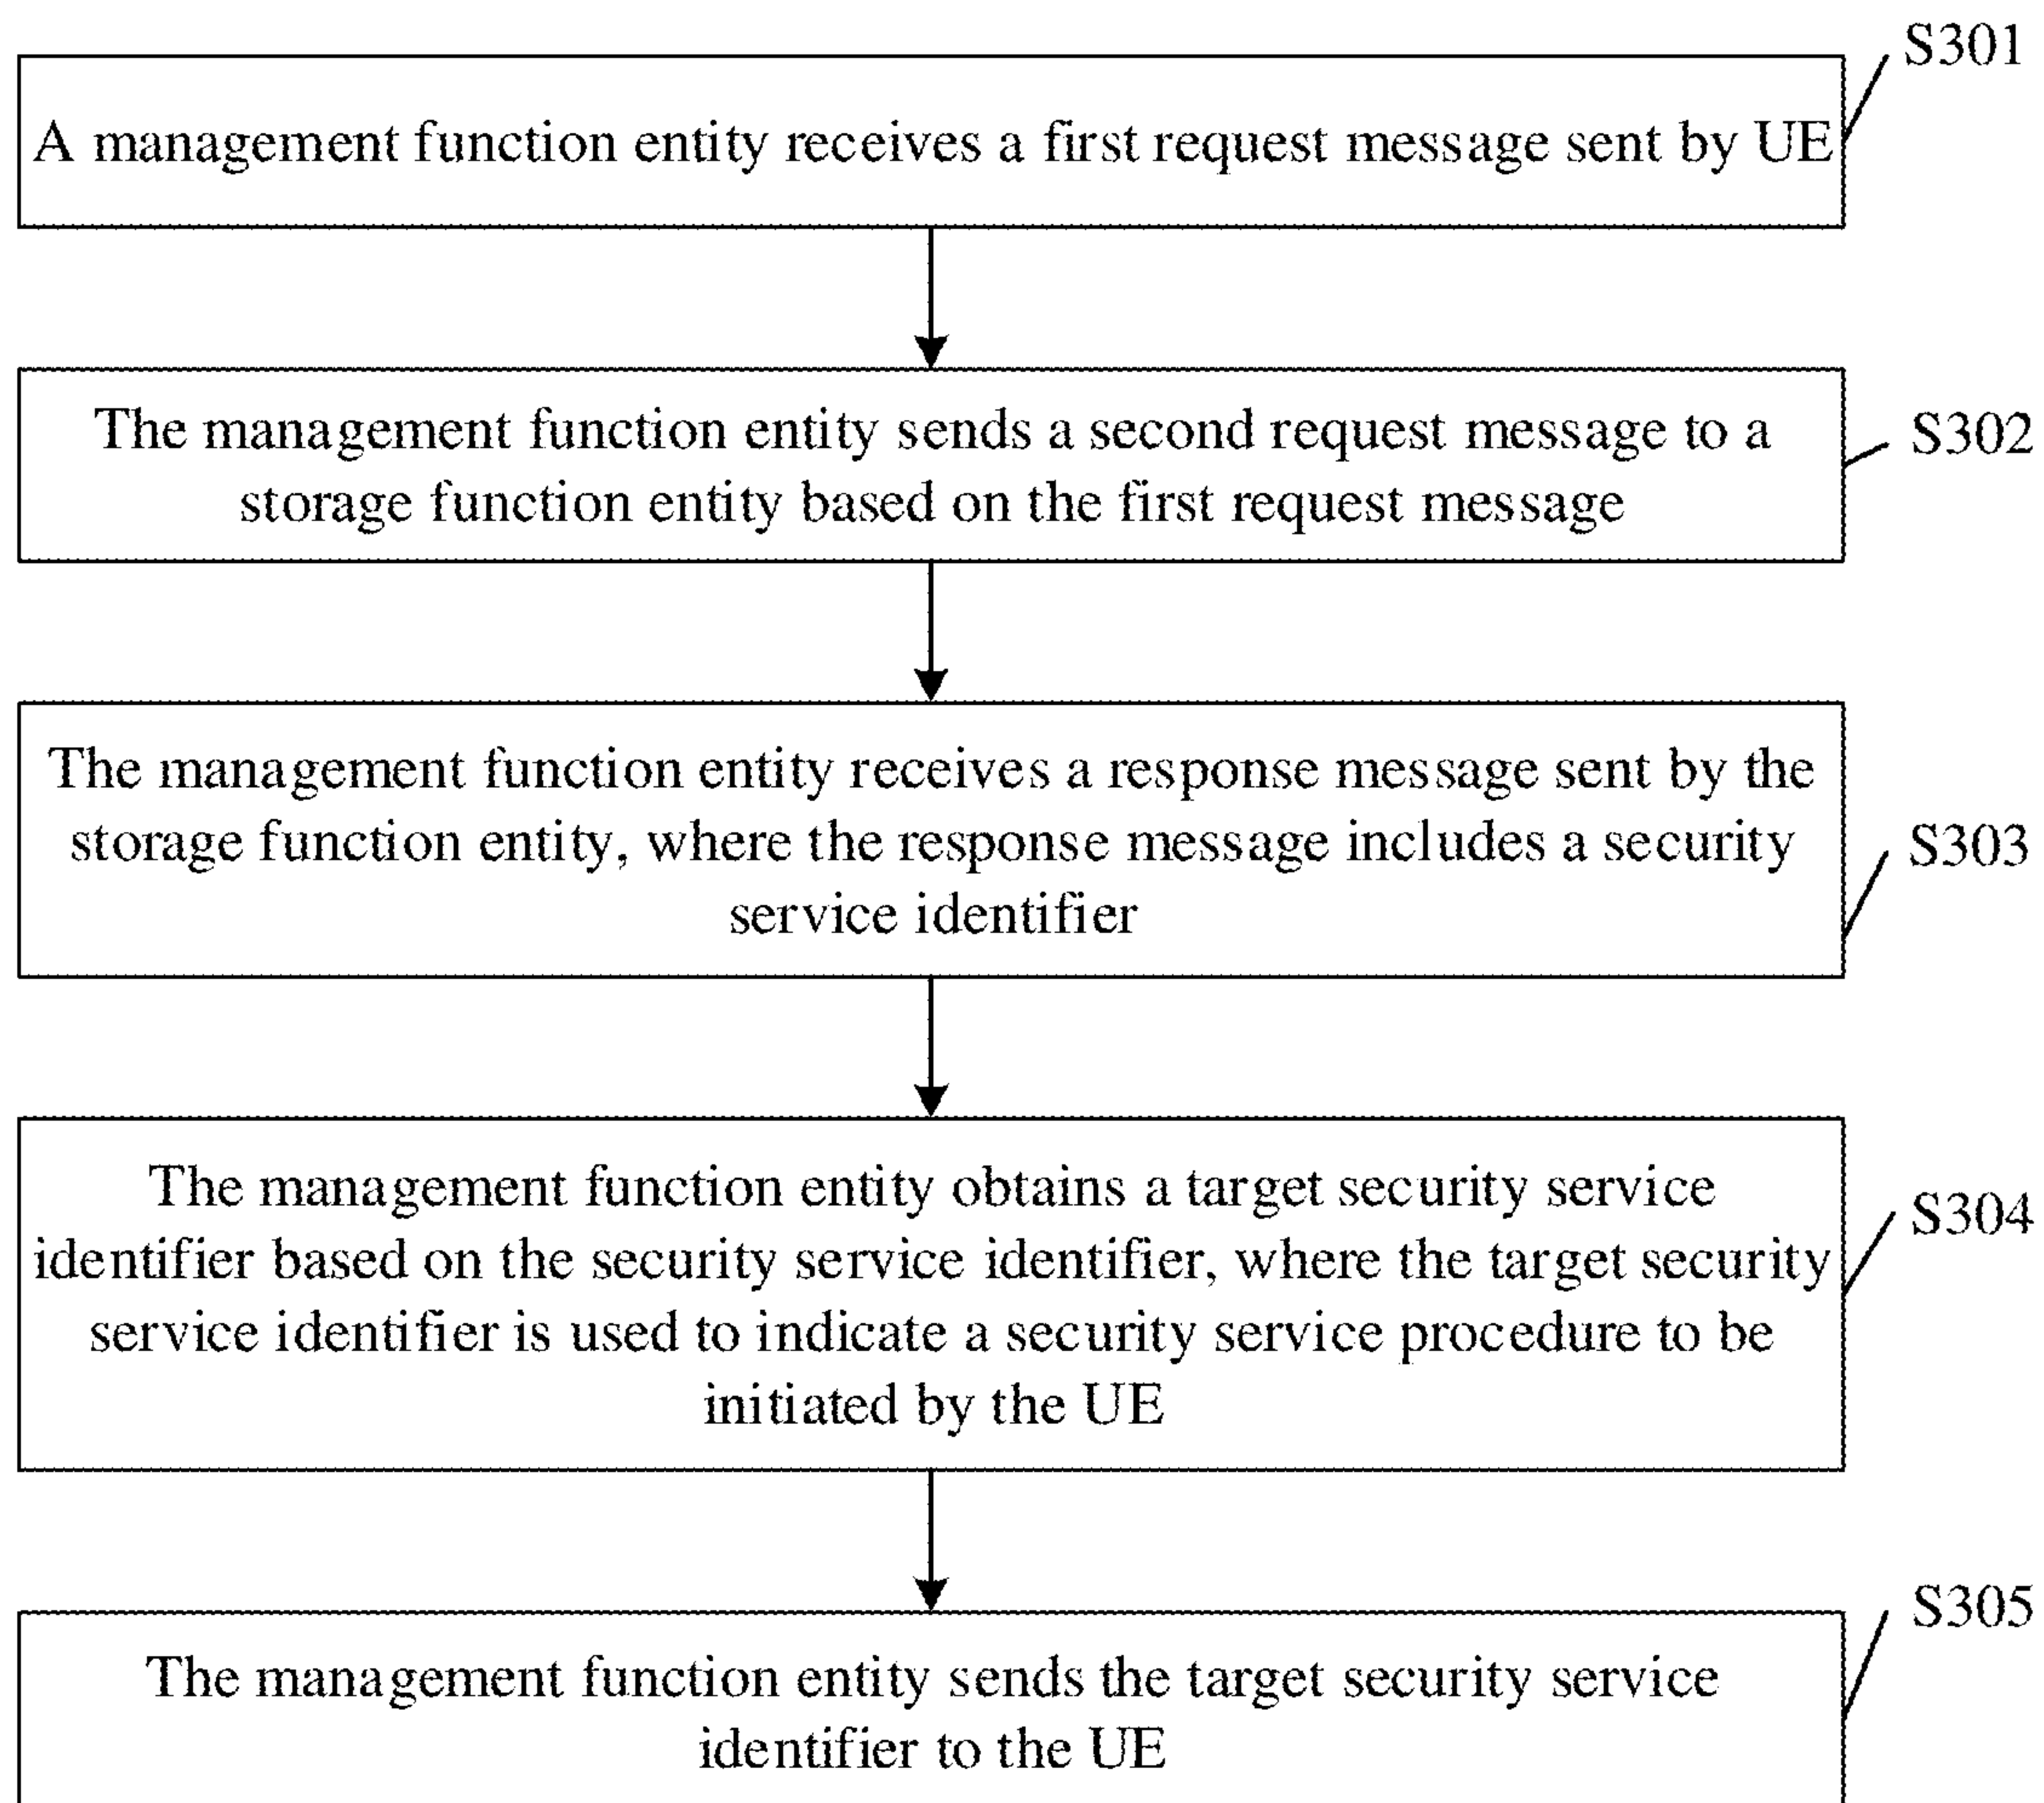 S301
A management function entity receives a first request message sent by UE
The management function entity sends a second request message to a
storage function entity based on the first request message
S302
The management function entity receives a response message sent by the
storage function entity, where the response message includes a security
service identifier
S303
The management function entity obtains a target security service
identifier based on the security service identifier, where the target security
service identifier is used to indicate a security service procedure to be
initiated by the UE
S304
The management function entity sends the target security service
identifier to the UE
S305